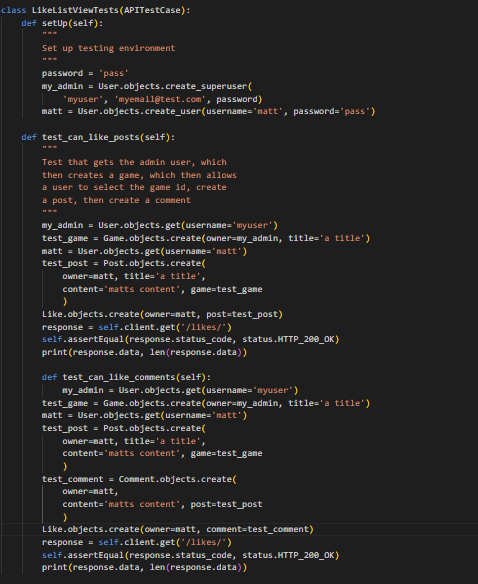 class LikeListViewTests(APITestCase):
    def setUp(self):
        """
        Set up testing environment
        """
        password = 'pass'
        my_admin = User.objects.create_superuser(
            'myuser', 'myemail@test.com', password)
        matt = User.objects.create_user(username='matt', password='pass')

    def test_can_like_posts(self):
        """
        Test that gets the admin user, which
        then creates a game, which then allows
        a user to select the game id, create
        a post, then create a comment
        """
        my_admin = User.objects.get(username='myuser')
        test_game = Game.objects.create(owner=my_admin, title='a title')
        matt = User.objects.get(username='matt')
        test_post = Post.objects.create(
            owner=matt, title='a title',
            content='matts content', game=test_game
            )
        Like.objects.create(owner=matt, post=test_post)
        response = self.client.get('/likes/')
        self.assertEqual(response.status_code, status.HTTP_200_OK)
        print(response.data, len(response.data))

        def test_can_like_comments(self):
            my_admin = User.objects.get(username='myuser')
        test_game = Game.objects.create(owner=my_admin, title='a title')
        matt = User.objects.get(username='matt')
        test_post = Post.objects.create(
            owner=matt, title='a title',
            content='matts content', game=test_game
            )
        test_comment = Comment.objects.create(
            owner=matt,
            content='matts content', post=test_post
            )
        Like.objects.create(owner=matt, comment=test_comment)
        response = self.client.get('/likes/')
        self.assertEqual(response.status_code, status.HTTP_200_OK)
        print(response.data, len(response.data))